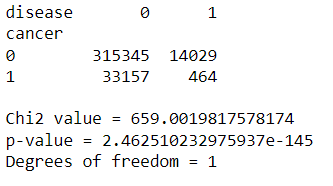 disease 0 1
cancer
0 315345 14029
1 33157 464
Chi2 value = 659.0019817578174
p-value = 2.462510232975937e-145
Degrees of freedom = 1